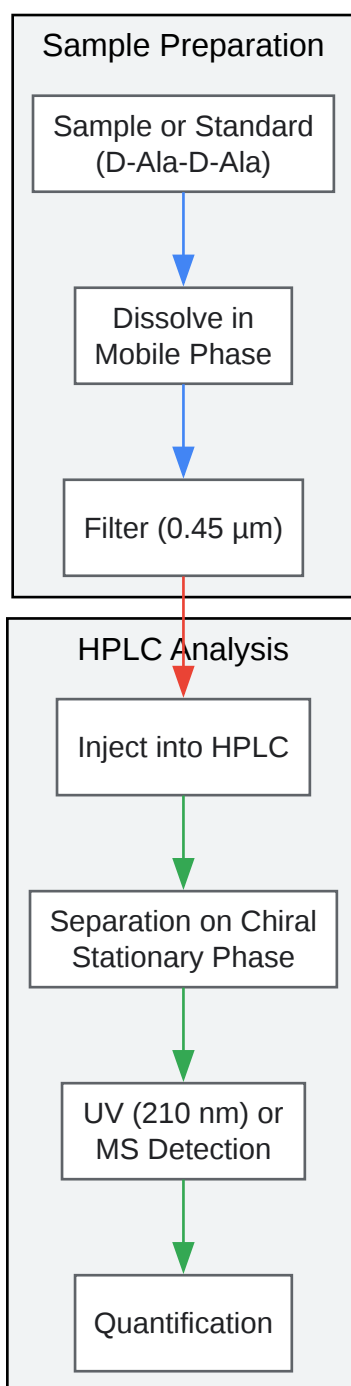 Sample Preparation
Sample or Standard
(D-Ala-D-Ala)
Dissolve in
Mobile Phase
Filter (0.45 µm)
HPLC Analysis
Inject into HPLC
Separation on Chiral
Stationary Phase
UV (210 nm) or
MS Detection
Quantification